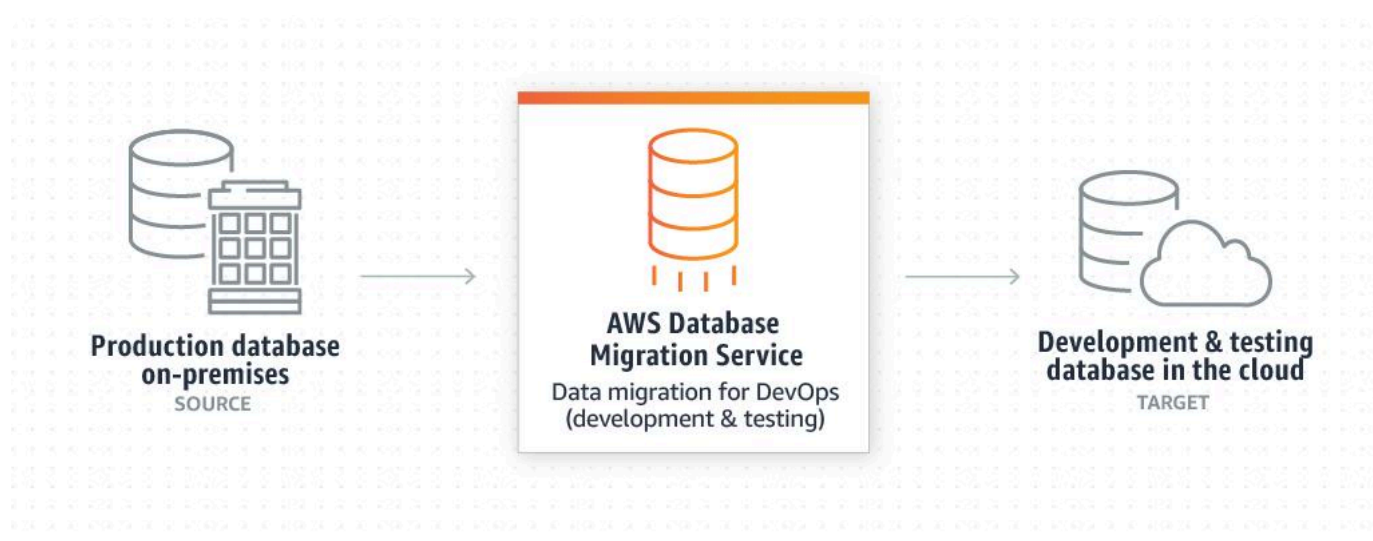 Production database
on-premises
SOURCE
AWS Database
Migration Service
Data migration for DevOps
(development & testing)
Development & testing
database in the cloud
TARGET